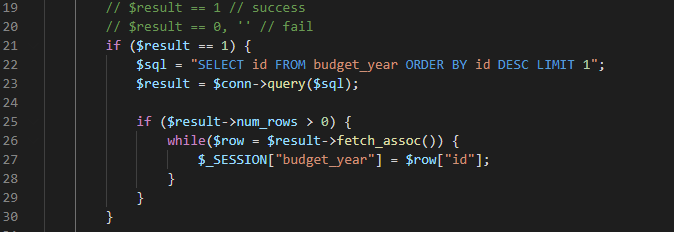 19 // $result == 1 // success
20 // $result == 0, '' // fail
21 if ($result == 1) {
22 $sql = "SELECT id FROM budget_year ORDER BY id DESC LIMIT 1";
23 $result = $conn->query($sql);
24
25 if ($result->num_rows > 0) {
26 while($row = $result->fetch_assoc()) {
27 $_SESSION["budget_year"] = $row["id"];
28 }
29 }
30 }